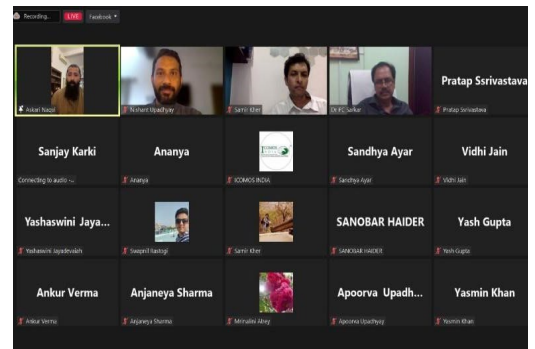 Recording...
LIVE
Facebook
Askari Naqvi
Nishant Upadhyay
Samir Kher
Dr PC Sarkar
Pratap Ssrivastava
Pratap Ssrivastava
Sanjay Karki
Connecting to audio ...
Ananya
Ananya
ICOMOS INDIA
Sandhya Ayar
Sandhya Ayar
Vidhi Jain
Vidhi Jain
Yashaswini Jaya...
Yashaswini Jayadevaiah
Swapnil Rastogi
Samir Kher
SANOBAR HAIDER
SANOBAR HAIDER
Yash Gupta
Yash Gupta
Ankur Verma
Ankur Verma
Anjaneya Sharma
Anjaneya Sharma
Mrinalini Atrey
Apoorva Upadh...
Apoorva Upadhyay
Yasmin Khan
Yasmin Khan